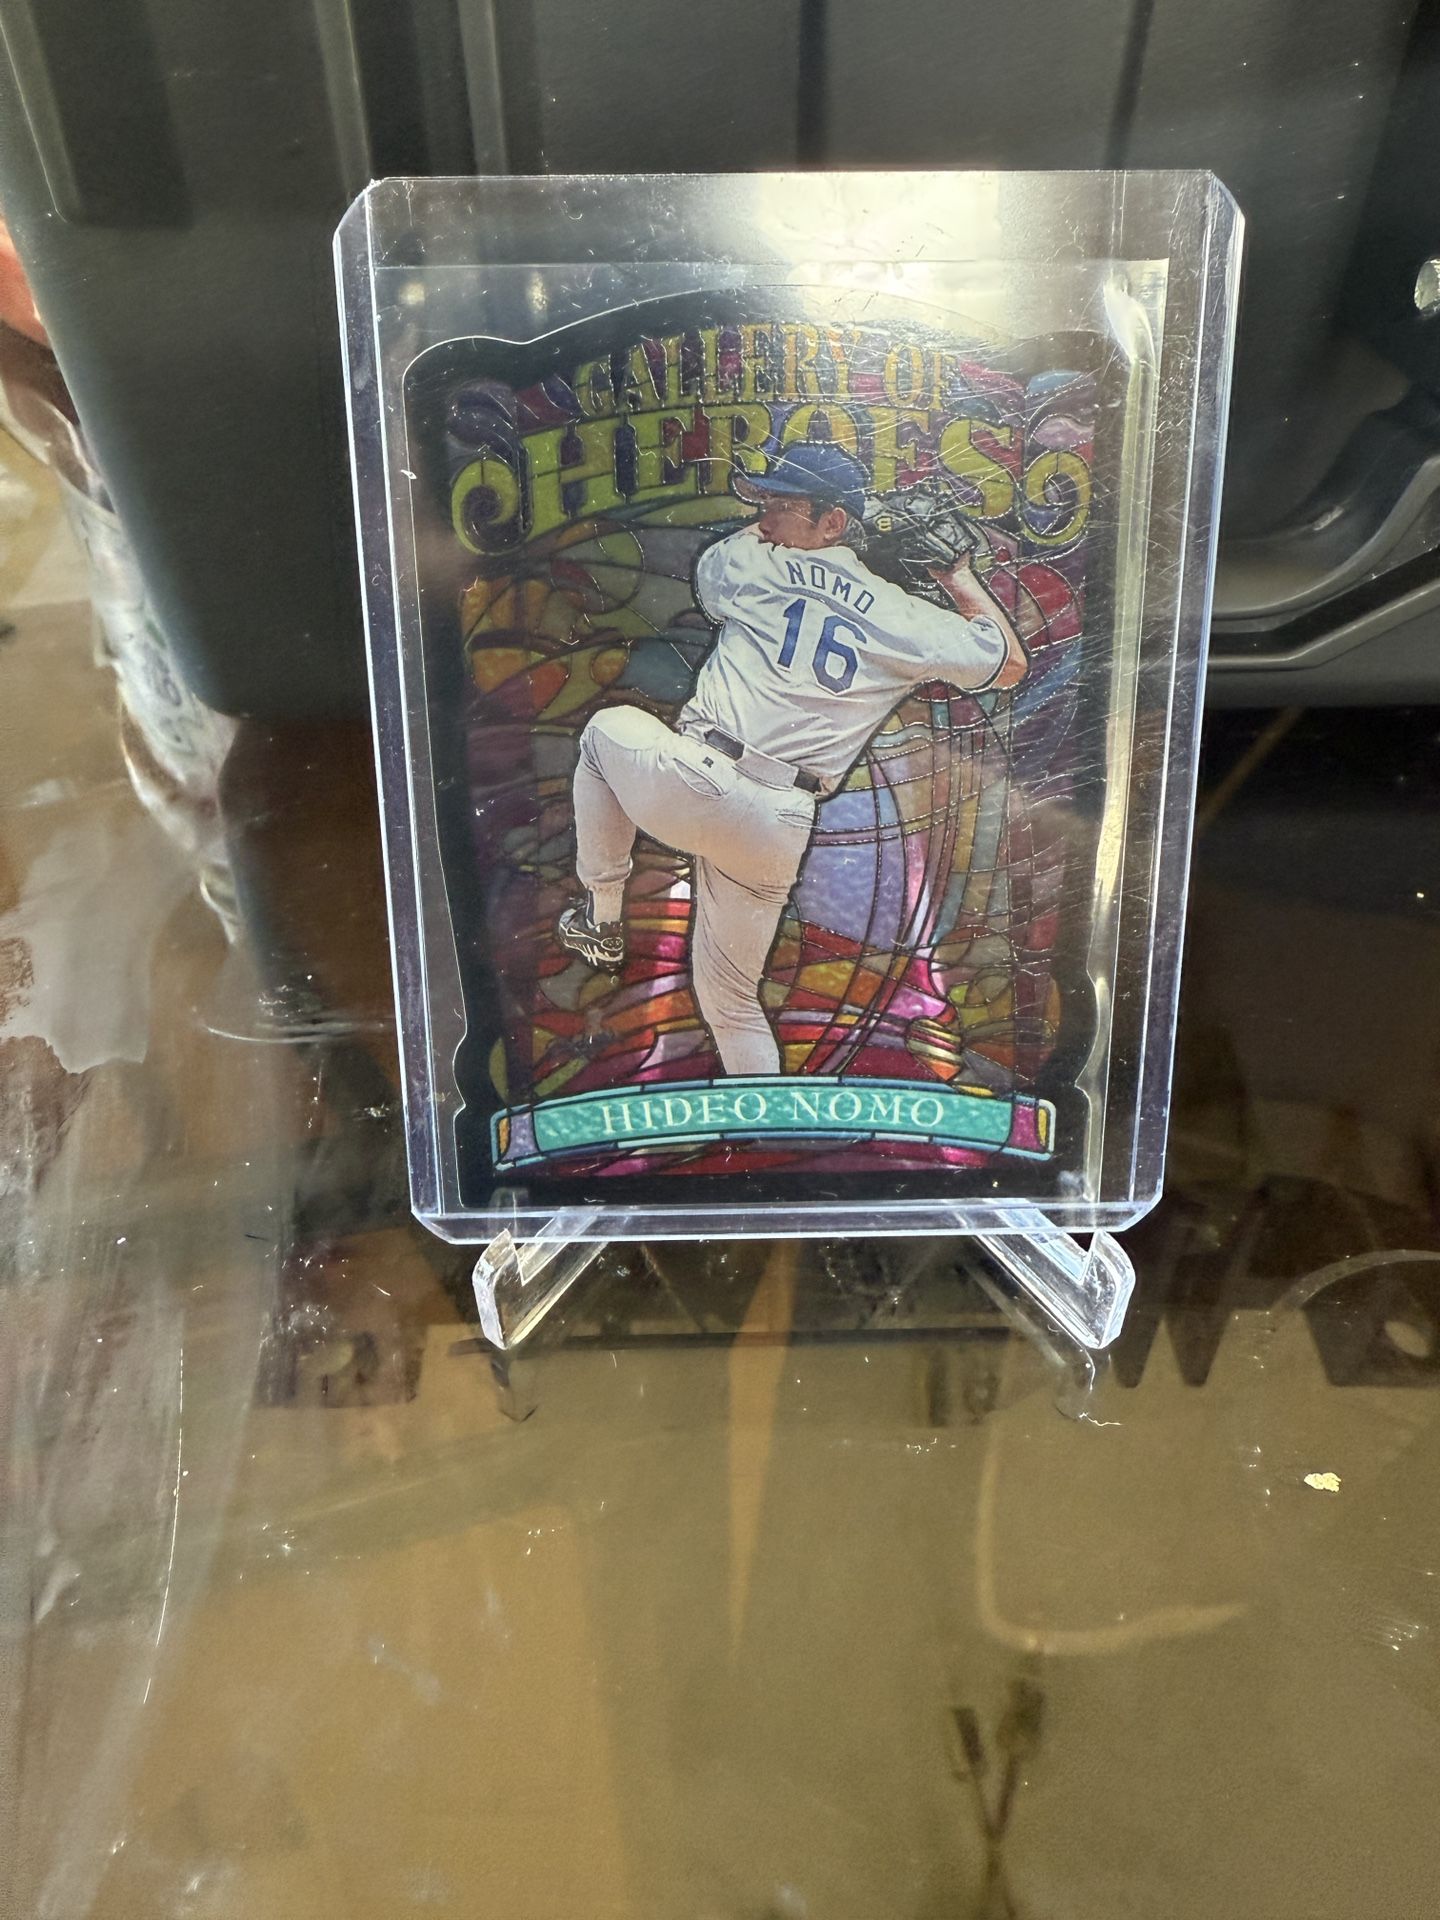 GALLERY OF
HEROES
NOMO
16
HIDEO NOMO